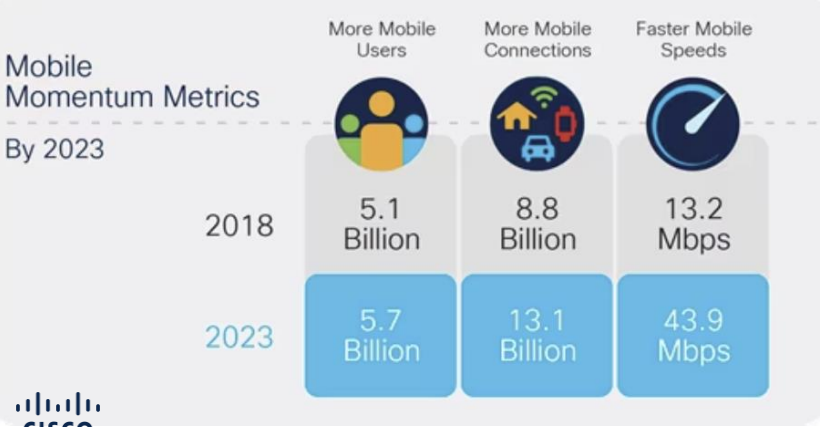 Mobile
Momentum Metrics
By 2023
More Mobile
Users
More Mobile
Connections
Faster Mobile
Speeds
2018
5.1
Billion
8.8
Billion
13.2
Mbps
2023
5.7
Billion
13.1
Billion
43.9
Mbps
CISCO